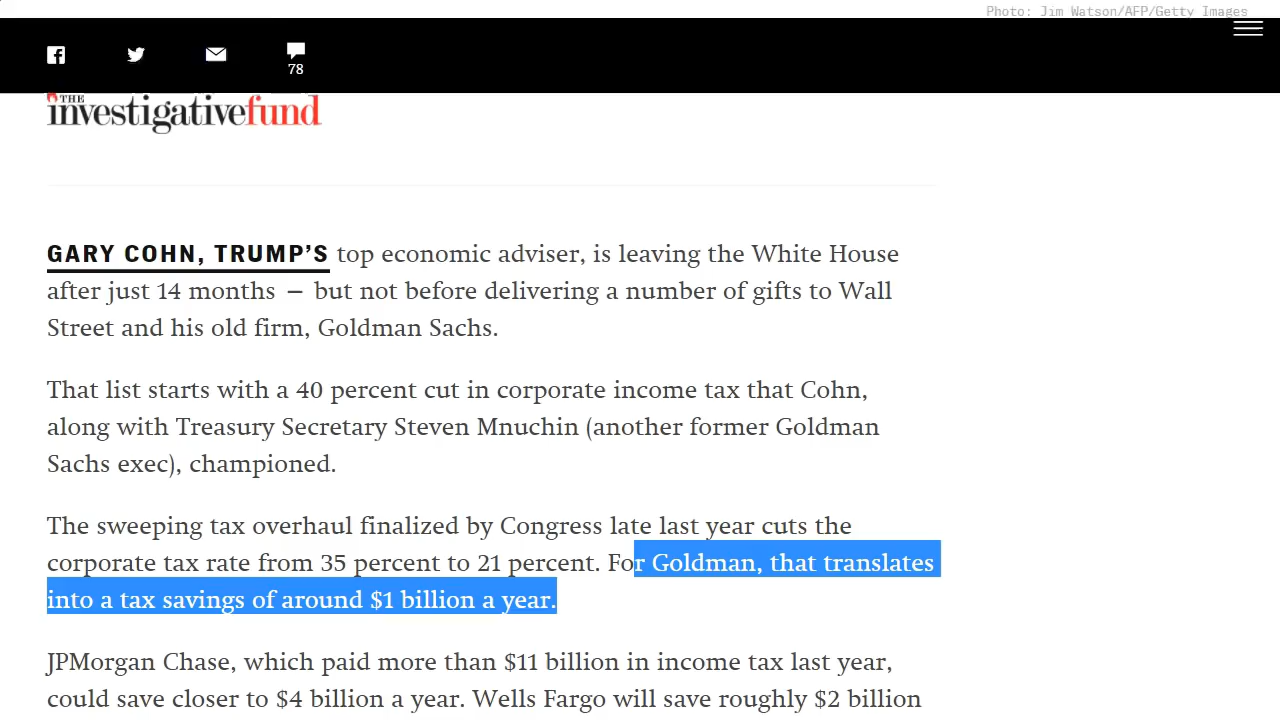 Photo: Jim Watson/AFP/Getty Images
78
THE
investigativefund
GARY COHN, TRUMP’S top economic adviser, is leaving the White House
after just 14 months — but not before delivering a number of gifts to Wall
Street and his old firm, Goldman Sachs.
That list starts with a 40 percent cut in corporate income tax that Cohn,
along with Treasury Secretary Steven Mnuchin (another former Goldman
Sachs exec), championed.
The sweeping tax overhaul finalized by Congress late last year cuts the
corporate tax rate from 35 percent to 21 percent. For Goldman, that translates
into a tax savings of around $1 billion a year.
JPMorgan Chase, which paid more than $11 billion in income tax last year,
could save closer to $4 billion a year. Wells Fargo will save roughly $2 billion